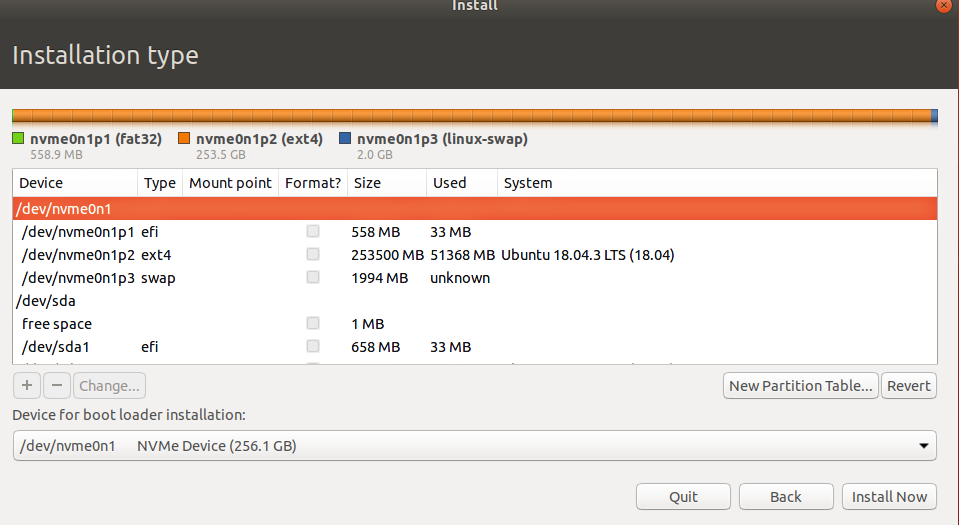 Install
Installation type
nvme0n1p1 (fat32) nvme0n1p2 (ext4) nvme0n1p3 (linux-swap)
558.9 MB 253.5 GB 2.0 GB
Device Type Mount point Format? Size Used System
/dev/nvme0n1
/dev/nvme0n1p1 efi 558 MB 33 MB
/dev/nvme0n1p2 ext4 253500 MB 51368 MB Ubuntu 18.04.3 LTS (18.04)
/dev/nvme0n1p3 swap 1994 MB unknown
/dev/sda
free space 1 MB
/dev/sda1 efi 658 MB 33 MB
+ − Change... New Partition Table... Revert
Device for boot loader installation:
/dev/nvme0n1 NVMe Device (256.1 GB)
Quit Back Install Now